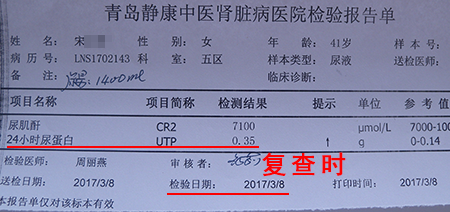 青岛静康中医肾脏病医院检验报告单
姓 名: 宋 性 别: 女 年 龄: 41岁 样 本 号:
病 历 号: LNS1702143 科 室: 五区 样本类型: 尿液 送检医师:
备 注: 尿量:1400ml 临床诊断:
项目名称 项目简称 检测结果 提示 单 位 参 考 值
尿肌酐 CR2 7100 μmol/L 7000-100
24小时尿蛋白 UTP 0.35 ↑ g 0-0.14
检验医师: 周丽燕 审核者: 复查时
送检日期: 2017/3/8 检验日期: 2017/3/8 打印时间: 2017/3/8
本报告单仅对该标本有效